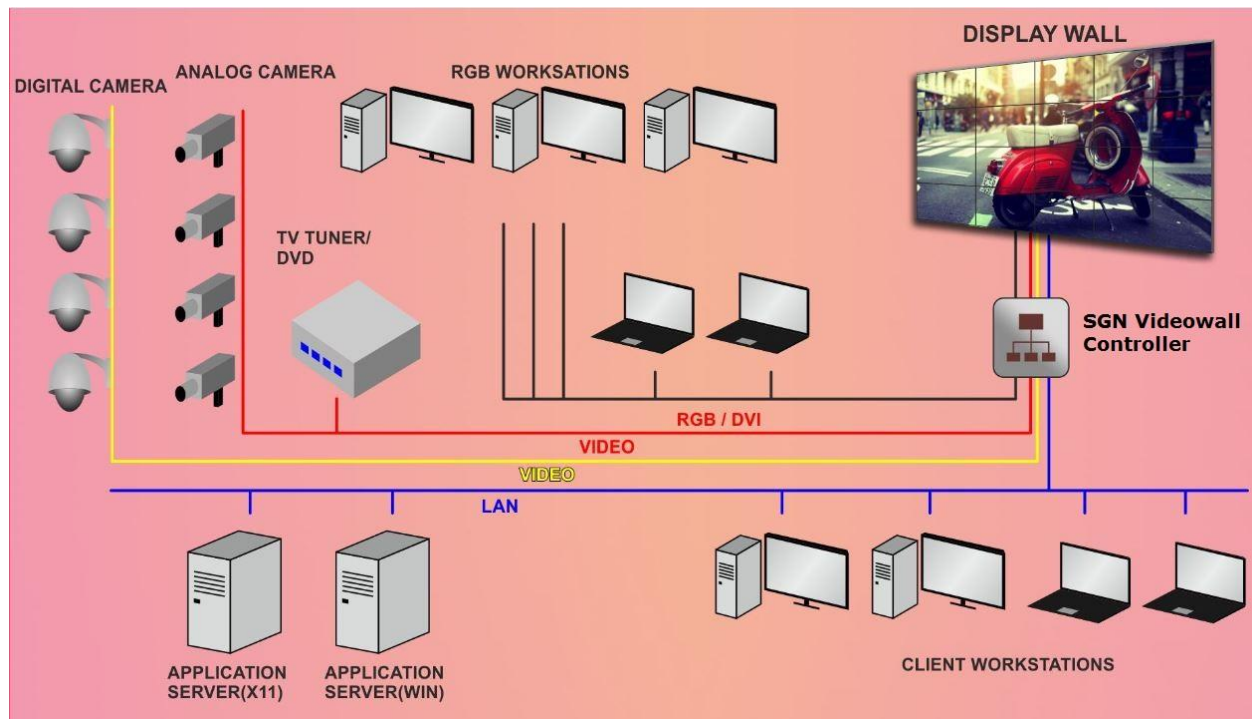 DISPLAY WALL
DIGITAL CAMERA
ANALOG CAMERA
RGB WORKSATIONS
TV TUNER/
DVD
SGN Videowall
Controller
RGB / DVI
VIDEO
VIDEO
LAN
APPLICATION
SERVER(X11)
APPLICATION
SERVER(WIN)
CLIENT WORKSTATIONS